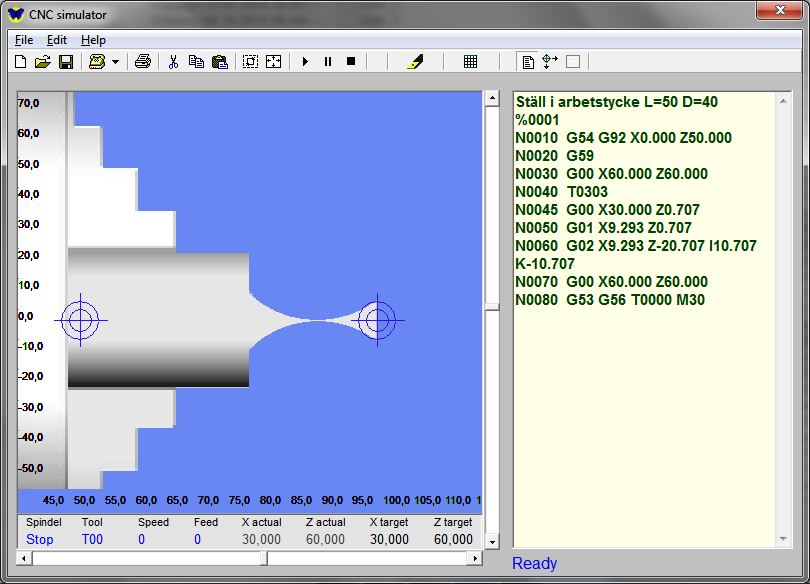 CNC simulator
File Edit Help
70,0
60,0
50,0
40,0
30,0
20,0
10,0
0,0
-10,0
-20,0
-30,0
-40,0
-50,0
45,0 50,0 55,0 60,0 65,0 70,0 75,0 80,0 85,0 90,0 95,0 100,0 105,0 110,0 1
Spindel Tool Speed Feed X actual Z actual X target Z target
Stop T00 0 0 30,000 60,000 30,000 60,000
Ställ i arbetstycke L=50 D=40
%0001
N0010 G54 G92 X0.000 Z50.000
N0020 G59
N0030 G00 X60.000 Z60.000
N0040 T0303
N0045 G00 X30.000 Z0.707
N0050 G01 X9.293 Z0.707
N0060 G02 X9.293 Z-20.707 I10.707
K-10.707
N0070 G00 X60.000 Z60.000
N0080 G53 G56 T0000 M30
Ready